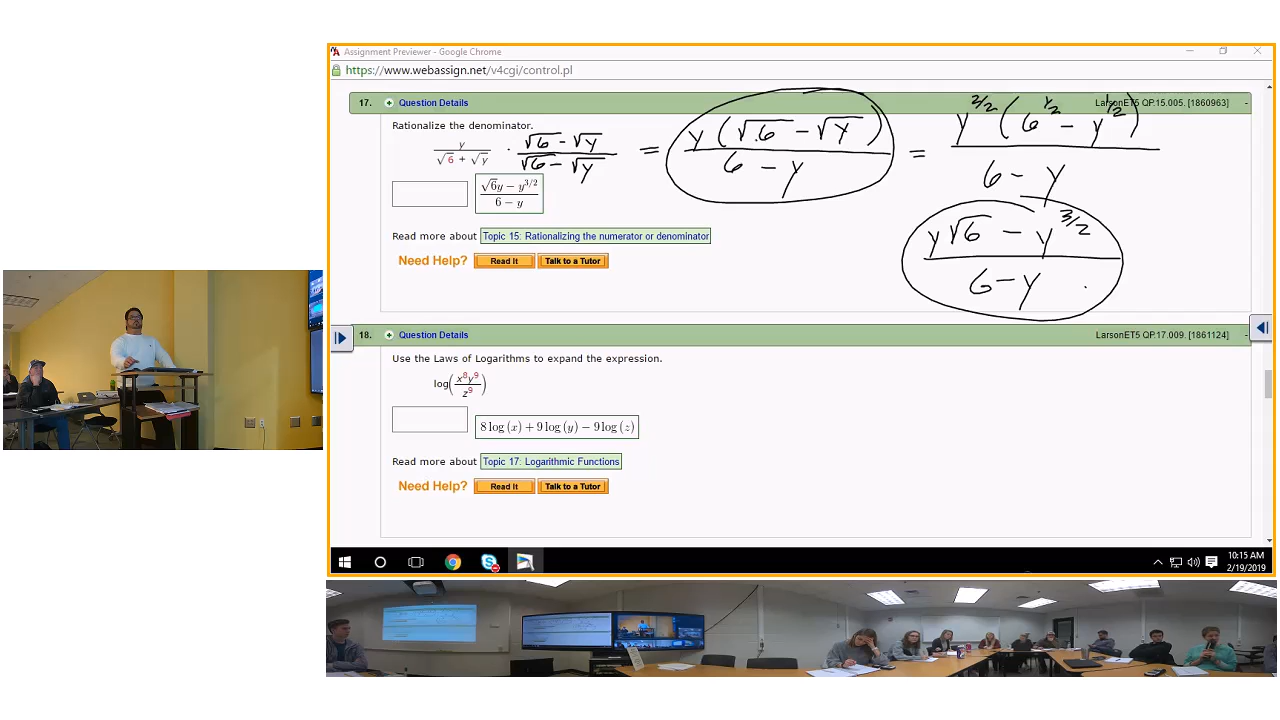 Assignment Previewer - Google Chrome
https://www.webassign.net/v4cgi/control.pl
17. Question Details LarsonET5 QP.15.005. [1860963] -
Rationalize the denominator.
y/(√6 + √y) · (√6 - √y)/(√6 - √y) = y(√6 - √y)/(6 - y) = y^2/2 (6^1/2 - y^1/2)/(6 - y)
(√6y - y^3/2)/(6 - y)
(y√6 - y^3/2)/(6 - y)
Read more about Topic 15: Rationalizing the numerator or denominator
Need Help? Read It Talk to a Tutor
18. Question Details LarsonET5 QP.17.009. [1861124] -
Use the Laws of Logarithms to expand the expression.
log(x^8y^9/z^9)
8 log (x) + 9 log (y) − 9 log (z)
Read more about Topic 17: Logarithmic Functions
Need Help? Read It Talk to a Tutor
10:15 AM
2/19/2019